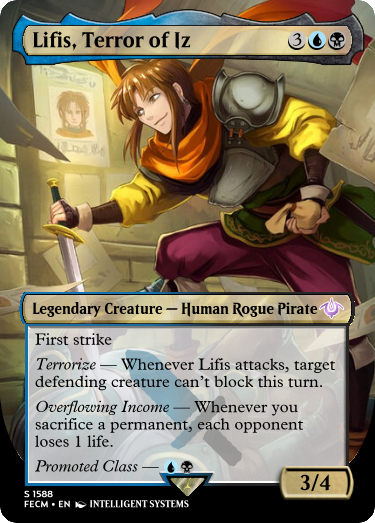 Lifis, Terror of Iz 3
Legendary Creature — Human Rogue Pirate
First strike
Terrorize — Whenever Lifis attacks, target
defending creature can't block this turn.
Overflowing Income — Whenever you
sacrifice a permanent, each opponent
loses 1 life.
Promoted Class —
3/4
S 1588
FECM • EN INTELLIGENT SYSTEMS